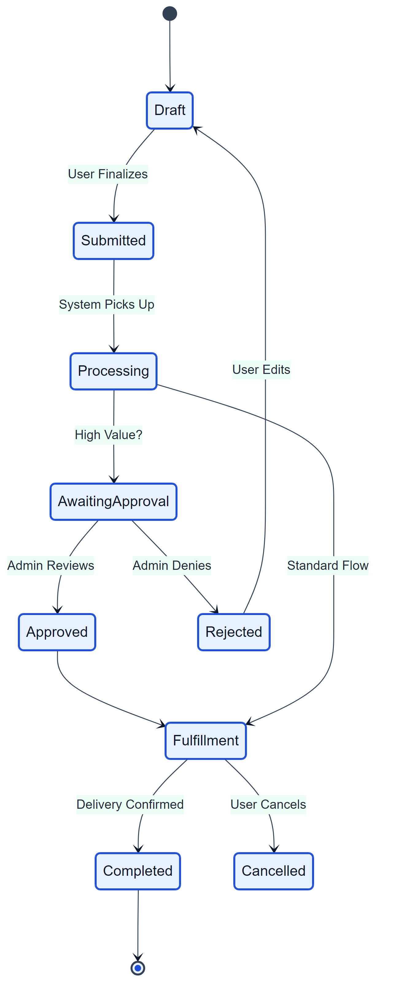 Draft
User Finalizes
Submitted
System Picks Up
Processing
User Edits
High Value?
AwaitingApproval
Admin Reviews
Admin Denies
Standard Flow
Approved
Rejected
Fulfillment
Delivery Confirmed
User Cancels
Completed
Cancelled